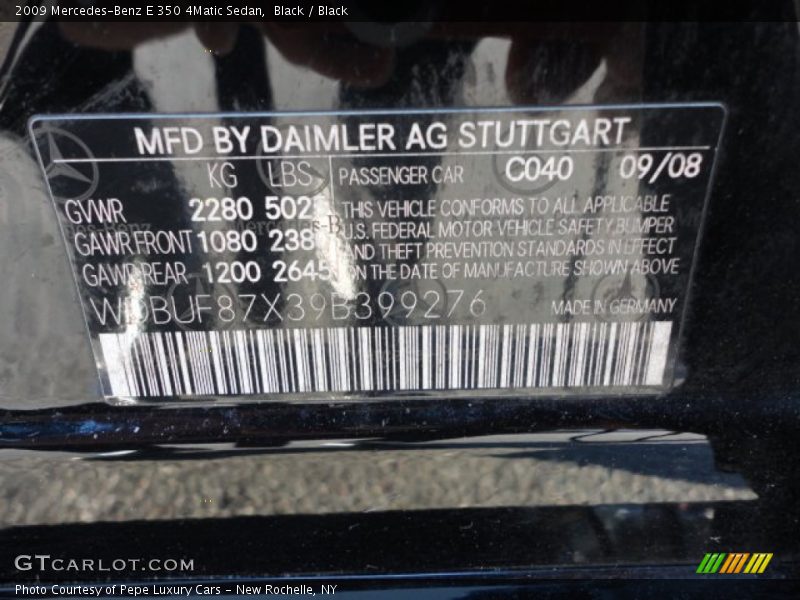 2009 Mercedes-Benz E 350 4Matic Sedan, Black / Black
MFD BY DAIMLER AG STUTTGART
KG LBS PASSENGER CAR C040 09/08
GVWR 2280 THIS VEHICLE CONFORMS TO ALL APPLICABLE
GAWR FRONT 1080 U.S. FEDERAL MOTOR VEHICLE SAFETY BUMPER
AND THEFT PREVENTION STANDARDS IN EFFECT
GAWR REAR 1200 2645 ON THE DATE OF MANUFACTURE SHOWN ABOVE
WDBUF87X39B399276 MADE IN GERMANY
GTCARLOT.COM
Photo Courtesy of Pepe Luxury Cars - New Rochelle, NY